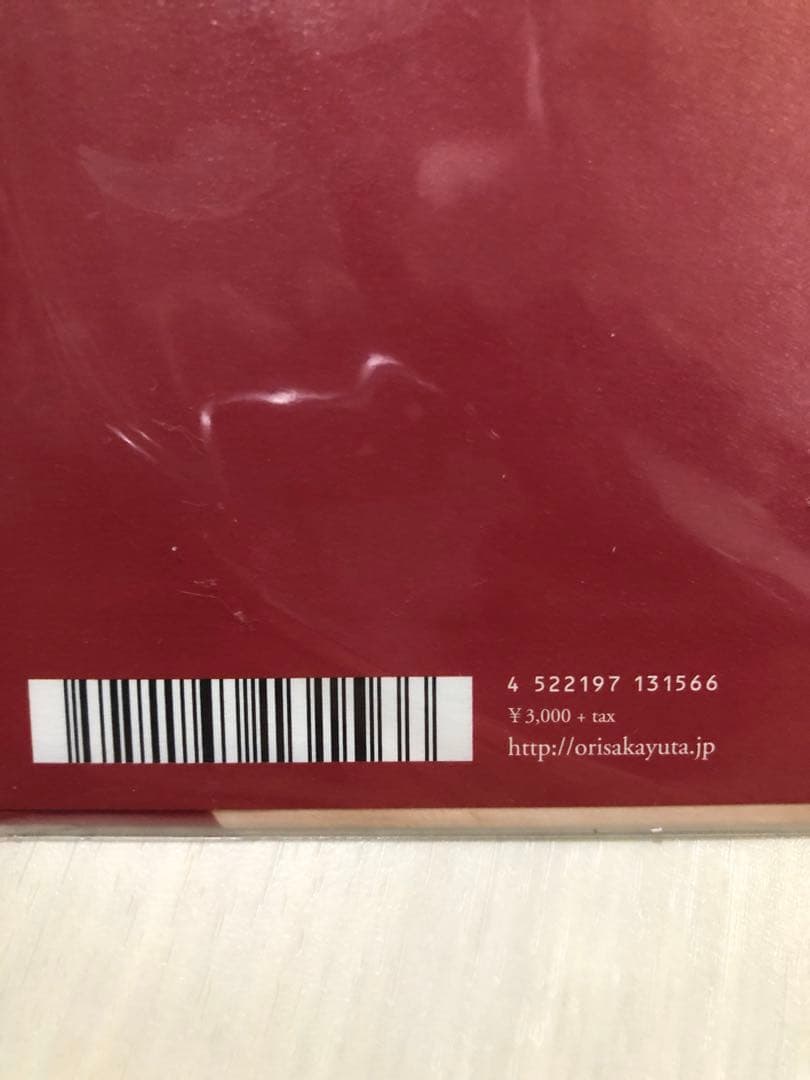 4 522197 131566
￥3,000 + tax
http://orisakayuta.jp